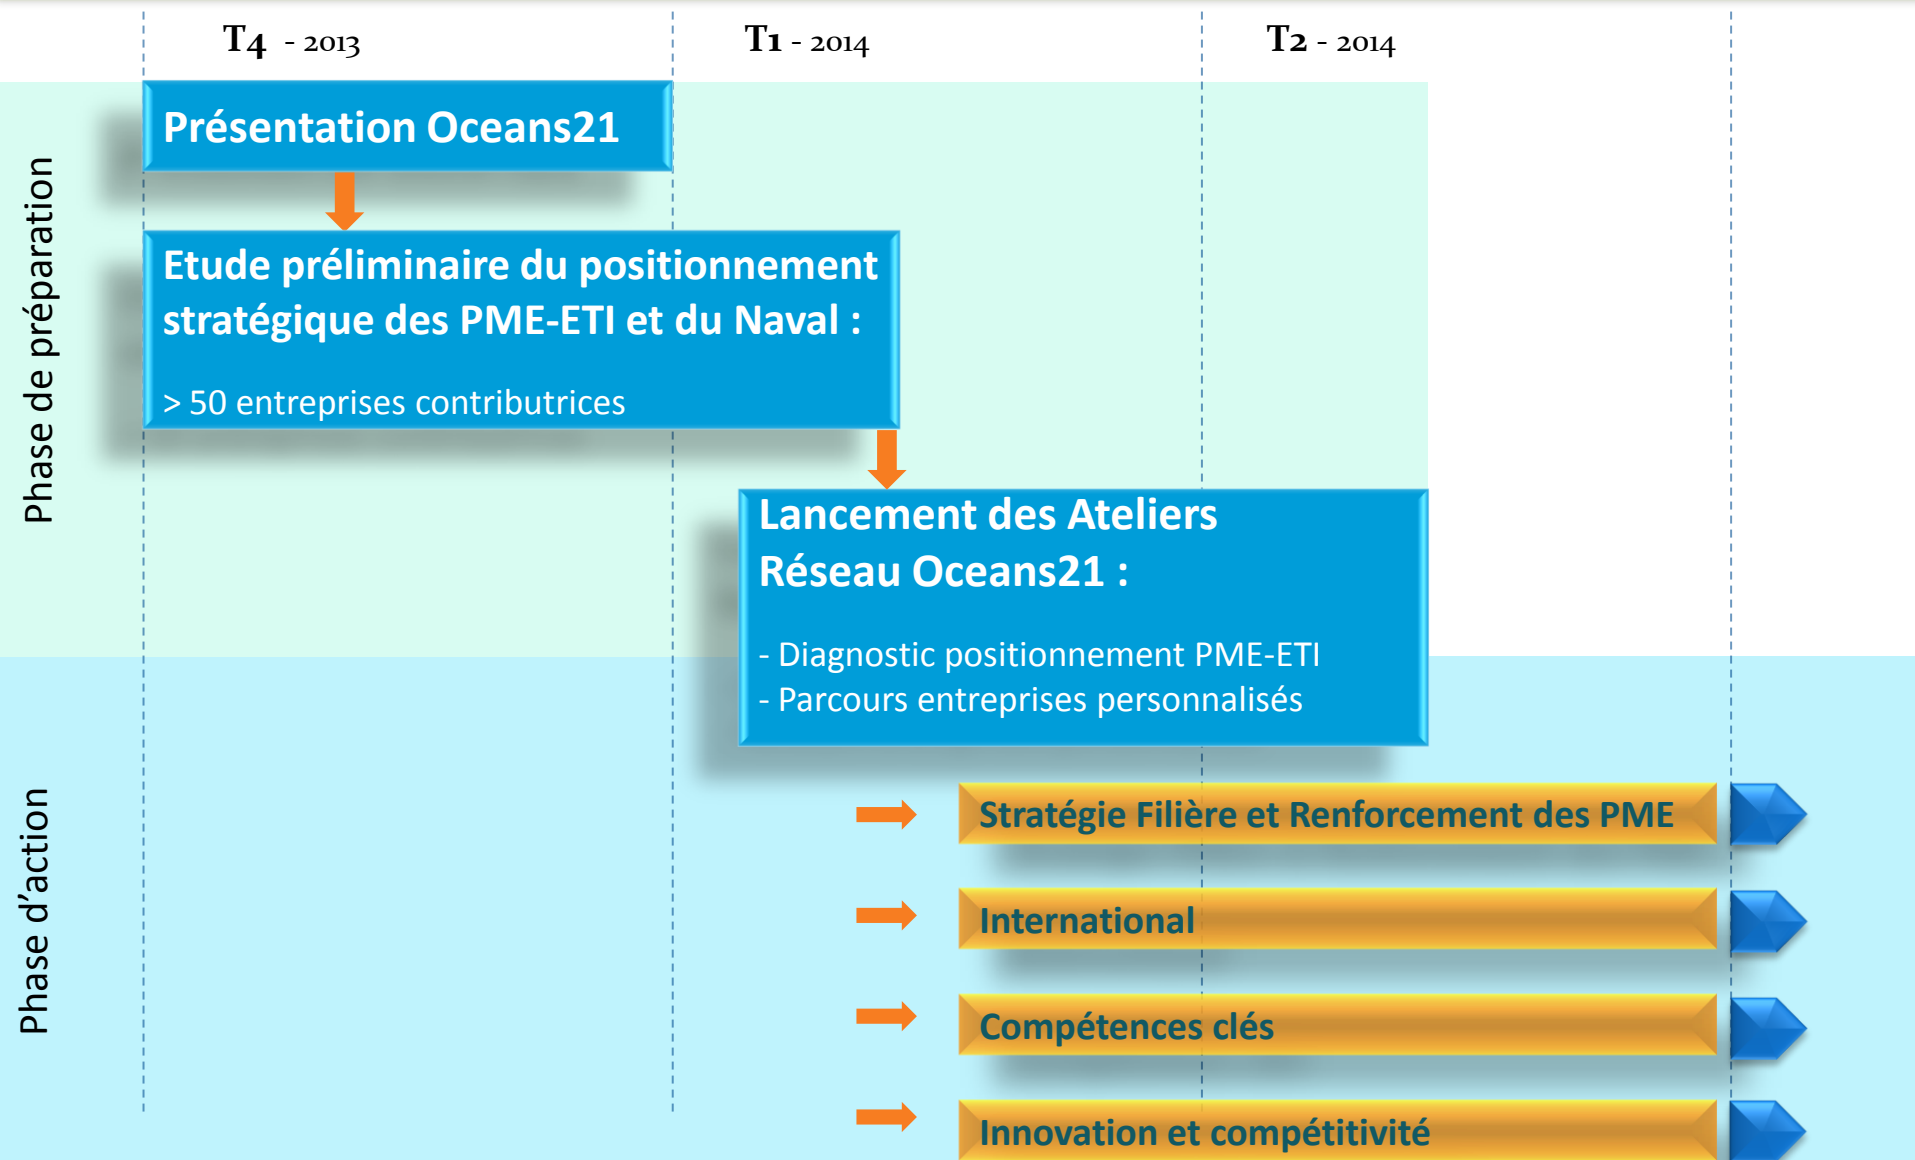 T4 - 2013
T1 - 2014
T2 - 2014
Phase de préparation
Présentation Oceans21
Etude préliminaire du positionnement
stratégique des PME-ETI et du Naval :
> 50 entreprises contributrices
Lancement des Ateliers
Réseau Oceans21 :
- Diagnostic positionnement PME-ETI
- Parcours entreprises personnalisés
Phase d’action
Stratégie Filière et Renforcement des PME
International
Compétences clés
Innovation et compétitivité